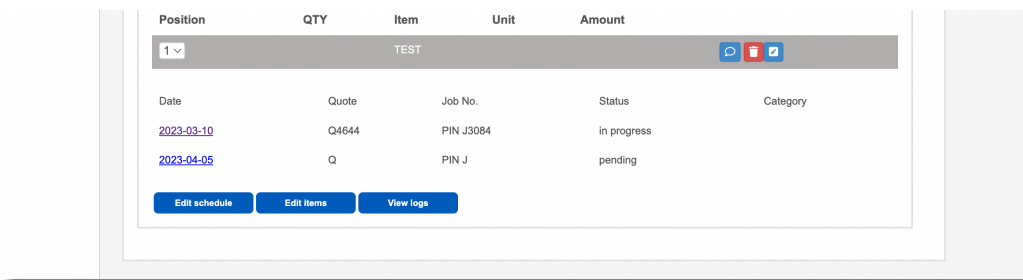 Position QTY Item Unit Amount
1 TEST
Date Quote Job No. Status Category
2023-03-10 Q4644 PIN J3084 in progress
2023-04-05 Q PIN J pending
Edit schedule Edit items View logs